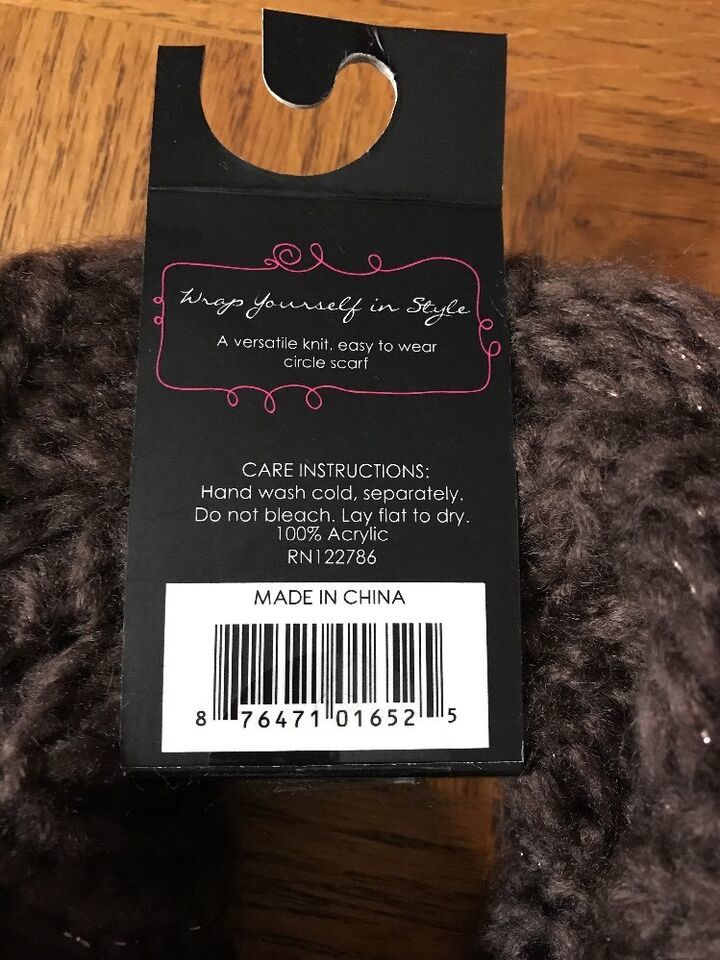 Wrap Yourself in Style
A versatile knit, easy to wear
circle scarf
CARE INSTRUCTIONS:
Hand wash cold, separately.
Do not bleach. Lay flat to dry.
100% Acrylic
RN122786
MADE IN CHINA
8 76471 01652 5